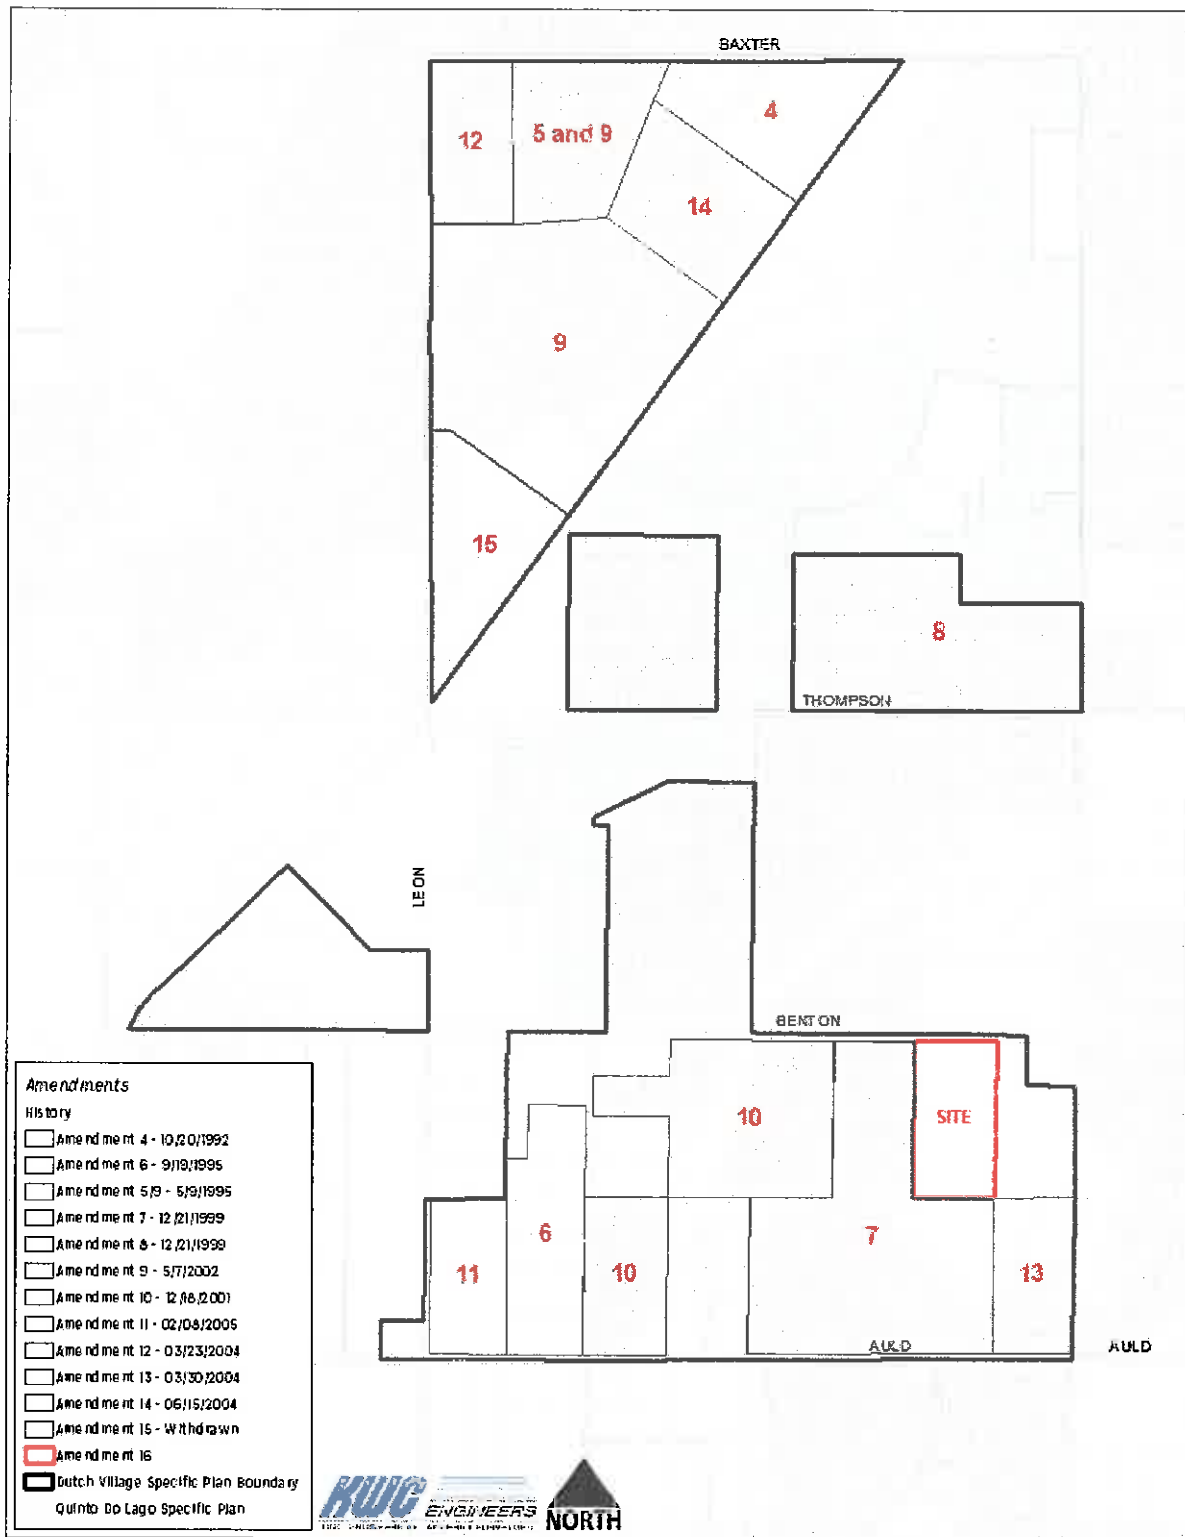 BAXTER
4
12
5 and 9
14
9
15
8
THOMPSON
LEON
BENTON
10
SITE
6
7
11
10
13
AULD
AULD
Amendments
History
Amendment 4 - 10/20/1992
Amendment 6 - 9/19/1995
Amendment 5/9 - 5/9/1995
Amendment 7 - 12/21/1999
Amendment 8 - 12/21/1999
Amendment 9 - 5/7/2002
Amendment 10 - 12/18/2001
Amendment 11 - 02/08/2005
Amendment 12 - 03/23/2004
Amendment 13 - 03/30/2004
Amendment 14 - 06/15/2004
Amendment 15 - Withdrawn
Amendment 16
Dutch Village Specific Plan Boundary
Quinto Do Lago Specific Plan
KWC
ENGINEERS
NORTH